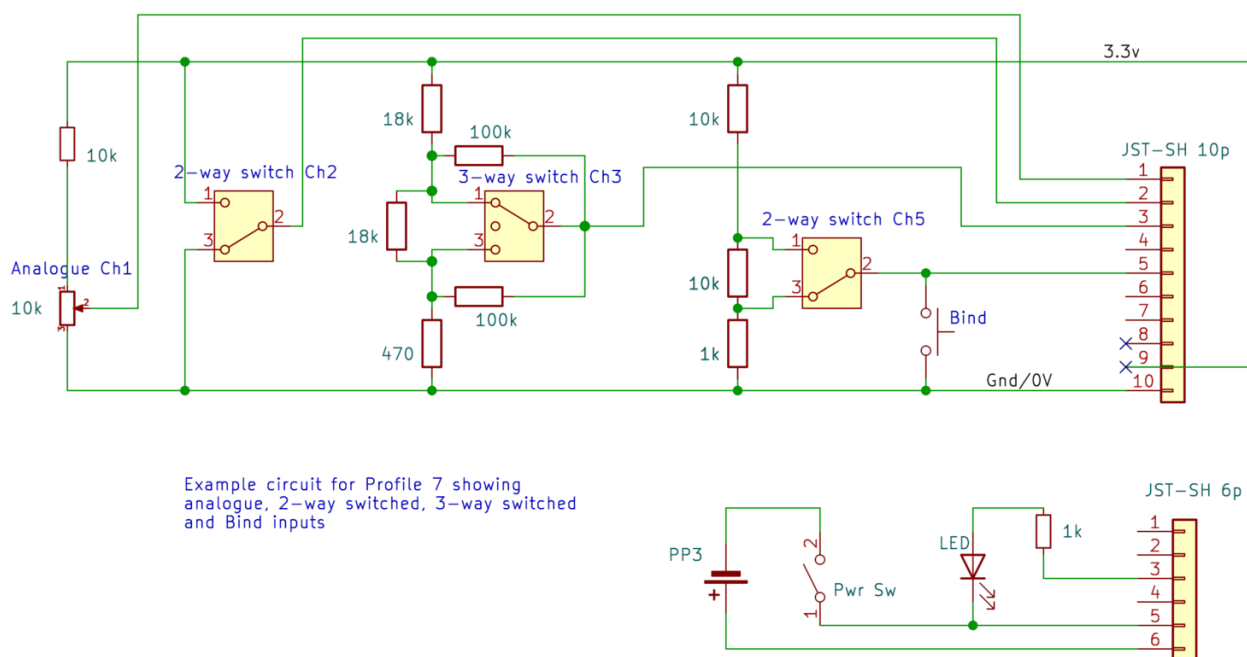 3.3v
18k
10k
100k
10k
JST-SH 10p
2-way switch Ch2
3-way switch Ch3
1
2
3
1
2
3
18k
2-way switch Ch5
1
2
3
10k
1
2
3
4
5
6
7
8
9
10
Analogue Ch1
10k
1
2
3
100k
470
1k
Bind
Gnd/0V
Example circuit for Profile 7 showing
analogue, 2-way switched, 3-way switched
and Bind inputs
JST-SH 6p
PP3
+
2
1
Pwr Sw
LED
1k
1
2
3
4
5
6